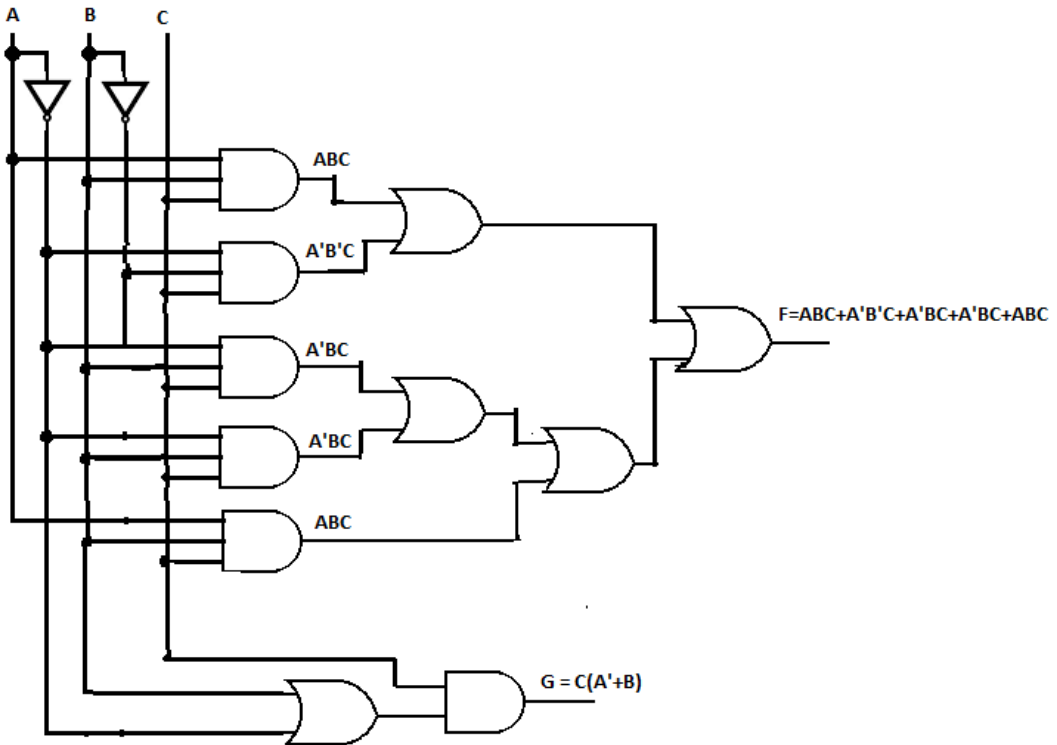 A B C
ABC
A'B'C
F=ABC+A'B'C+A'BC+A'BC+ABC
A'BC
A'BC
ABC
G = C(A'+B)